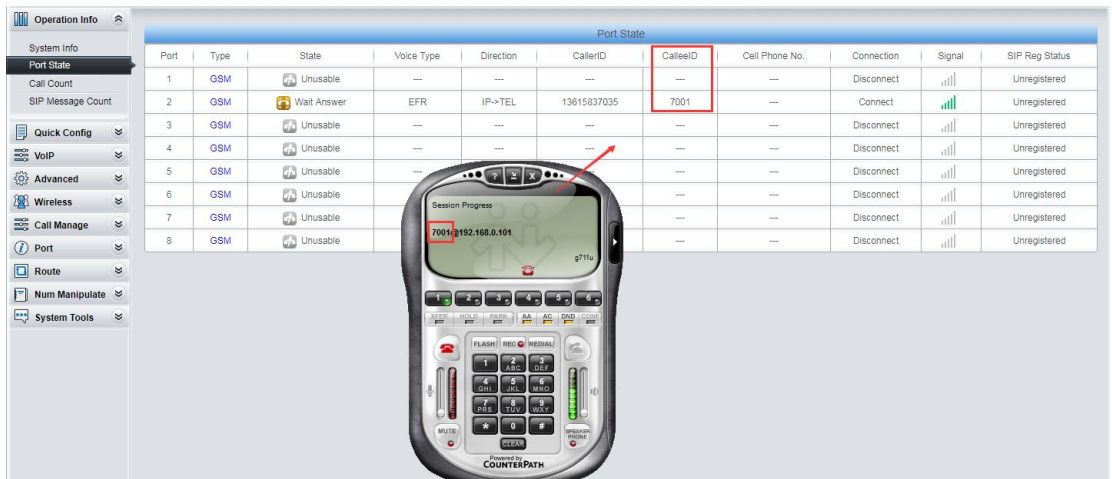 Operation Info
System Info
Port State
Call Count
SIP Message Count
Quick Config
VoIP
Advanced
Wireless
Call Manage
Port
Route
Num Manipulate
System Tools
Port State
Port Type State Voice Type Direction CallerID CalleeID Cell Phone No. Connection Signal SIP Reg Status
1 GSM Unusable --- --- --- --- --- Disconnect Unregistered
2 GSM Wait Answer EFR IP->TEL 13615837035 7001 --- Connect Unregistered
3 GSM Unusable --- --- --- --- --- Disconnect Unregistered
4 GSM Unusable --- --- --- --- --- Disconnect Unregistered
5 GSM Unusable --- --- --- --- Disconnect Unregistered
6 GSM Unusable --- --- Disconnect Unregistered
7 GSM Unusable --- --- Disconnect Unregistered
8 GSM Unusable --- --- Disconnect Unregistered
? X
Session Progress
7001@192.168.0.101
g711u
1 2 3 4 5 6
XFER HOLD PARK AA AC DND CONF
FLASH REC REDIAL
1 2 ABC 3 DEF
4 GHI 5 JKL 6 MNO
7 PRS 8 TUV 9 WXY
* 0 #
MUTE CLEAR SPEAKER PHONE
Powered by
COUNTERPATH